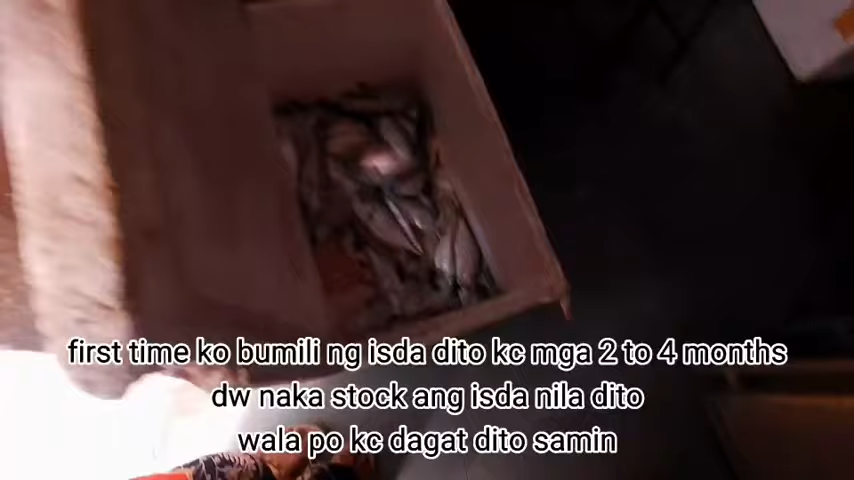 first time ko bumili ng isda dito kc mga 2 to 4 months
dw naka stock ang isda nila dito
wala po kc dagat dito samin